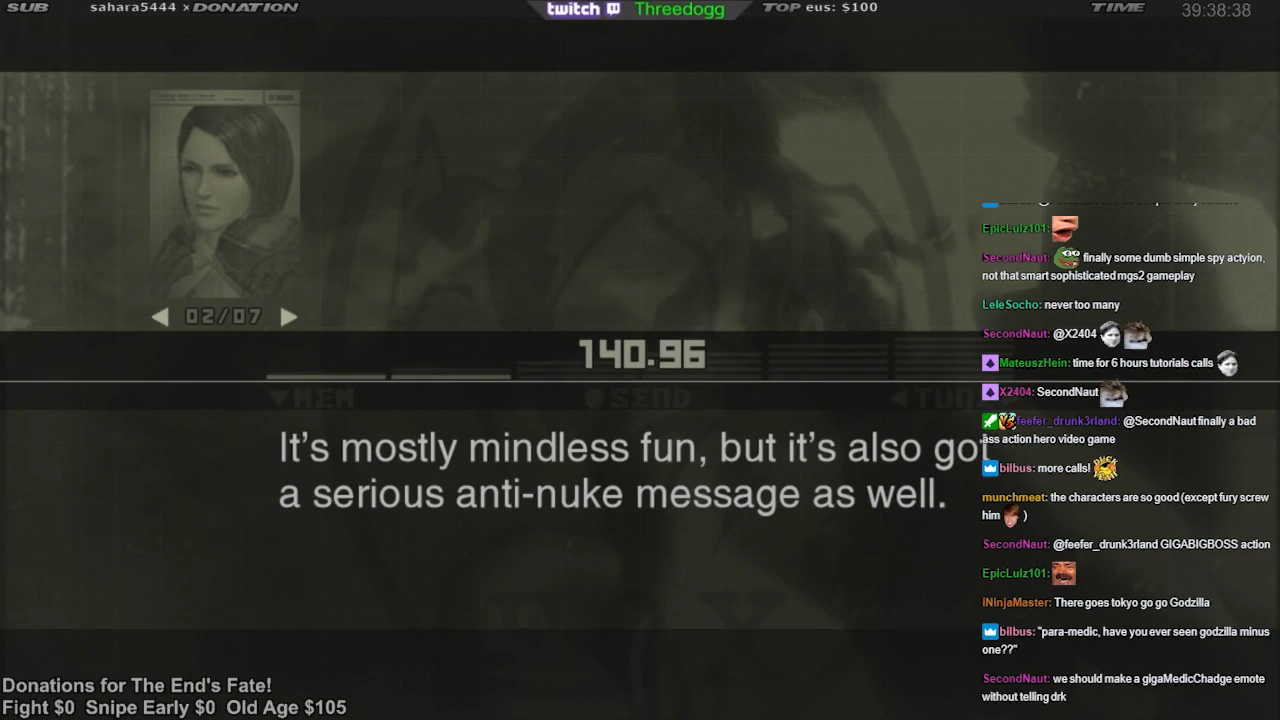 SUB sahara5444 x DONATION twitch Threedogg TOP eus: $100 TIME 39:38:38
EpicLulz101:
SecondNaut: finally some dumb simple spy actyion,
not that smart sophisticated mgs2 gameplay
LeleSocho: never too many
02/07
SecondNaut: @X2404
140.96
MateuszHein: time for 6 hours tutorials calls
▼MEM ●SEND ◀TUN
X2404: SecondNaut
feefer_drunk3rland: @SecondNaut finally a bad
ass action hero video game
It's mostly mindless fun, but it's also got
a serious anti-nuke message as well.
bilbus: more calls!
munchmeat: the characters are so good(except fury screw
him )
SecondNaut: @feefer_drunk3rland GIGABIGBOSS action
EpicLulz101:
iNinjaMaster: There goes tokyo go go Godzilla
bilbus: "para-medic, have you ever seen godzilla minus
one??"
SecondNaut: we should make a gigaMedicChadge emote
without telling drk
Donations for The End's Fate!
Fight $0 Snipe Early $0 Old Age $105